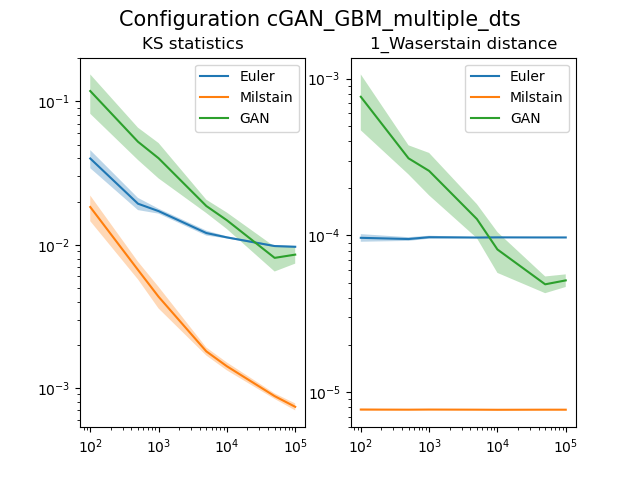 Configuration cGAN_GBM_multiple_dts
KS statistics
1_Waserstain distance
Euler
Milstain
GAN
10⁻¹
10⁻²
10⁻³
10² 10³ 10⁴ 10⁵
Euler
Milstain
GAN
10⁻³
10⁻⁴
10⁻⁵
10² 10³ 10⁴ 10⁵